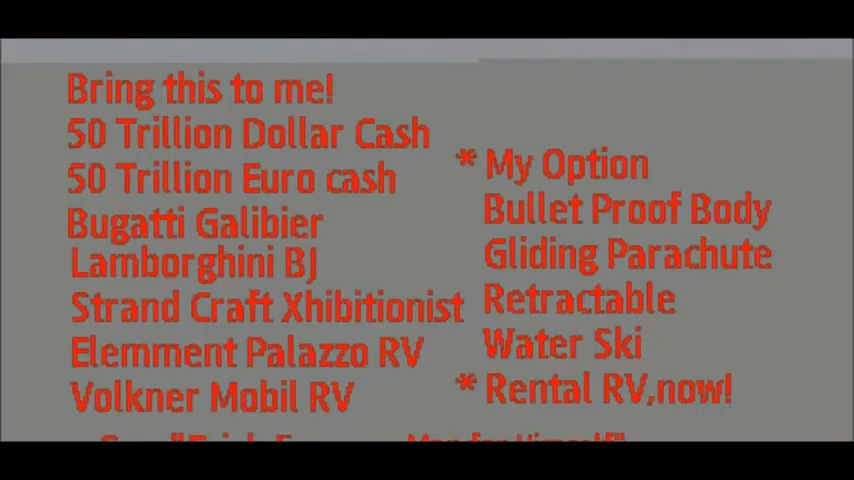 Bring this to me!
50 Trillion Dollar Cash
50 Trillion Euro cash
Bugatti Galibier
Lamborghini BJ
Strand Craft Xhibitionist
Elemment Palazzo RV
Volkner Mobil RV
* My Option
Bullet Proof Body
Gliding Parachute
Retractable
Water Ski
* Rental RV,now!